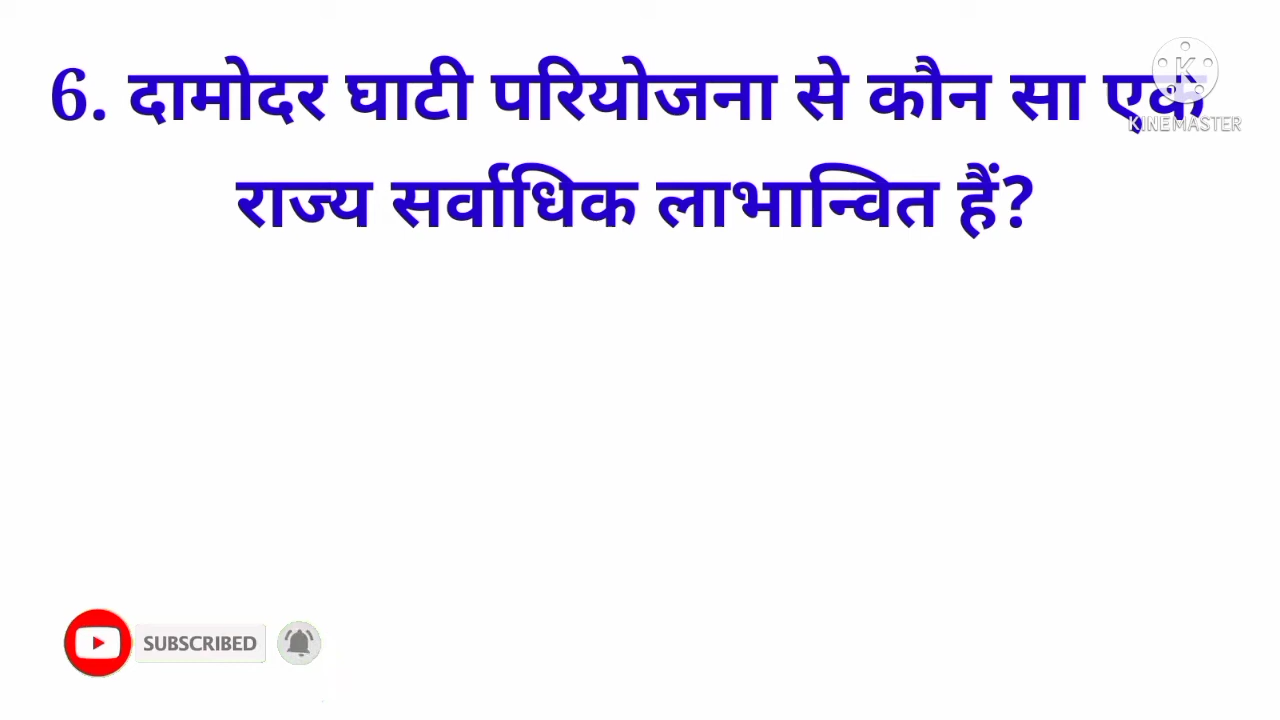 6. दामोदर घाटी परियोजना से कौन सा एक
राज्य सर्वाधिक लाभान्वित हैं?
K
KINEMASTER
SUBSCRIBED